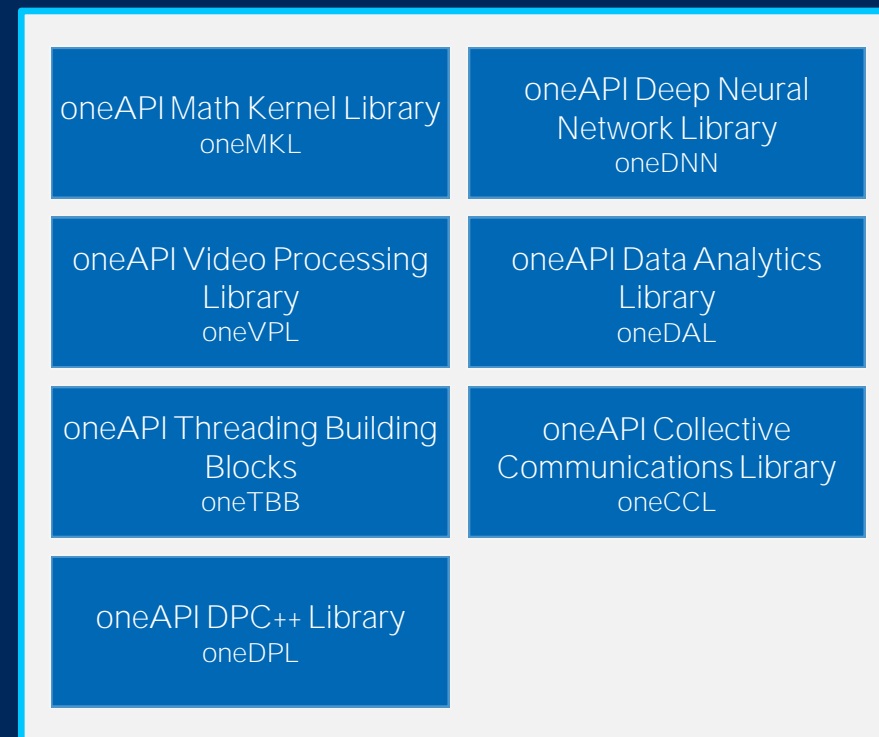 oneAPI Math Kernel Library
oneMKL
oneAPI Deep Neural
Network Library
oneDNN
oneAPI Video Processing
Library
oneVPL
oneAPI Data Analytics
Library
oneDAL
oneAPI Threading Building
Blocks
oneTBB
oneAPI Collective
Communications Library
oneCCL
oneAPI DPC++ Library
oneDPL